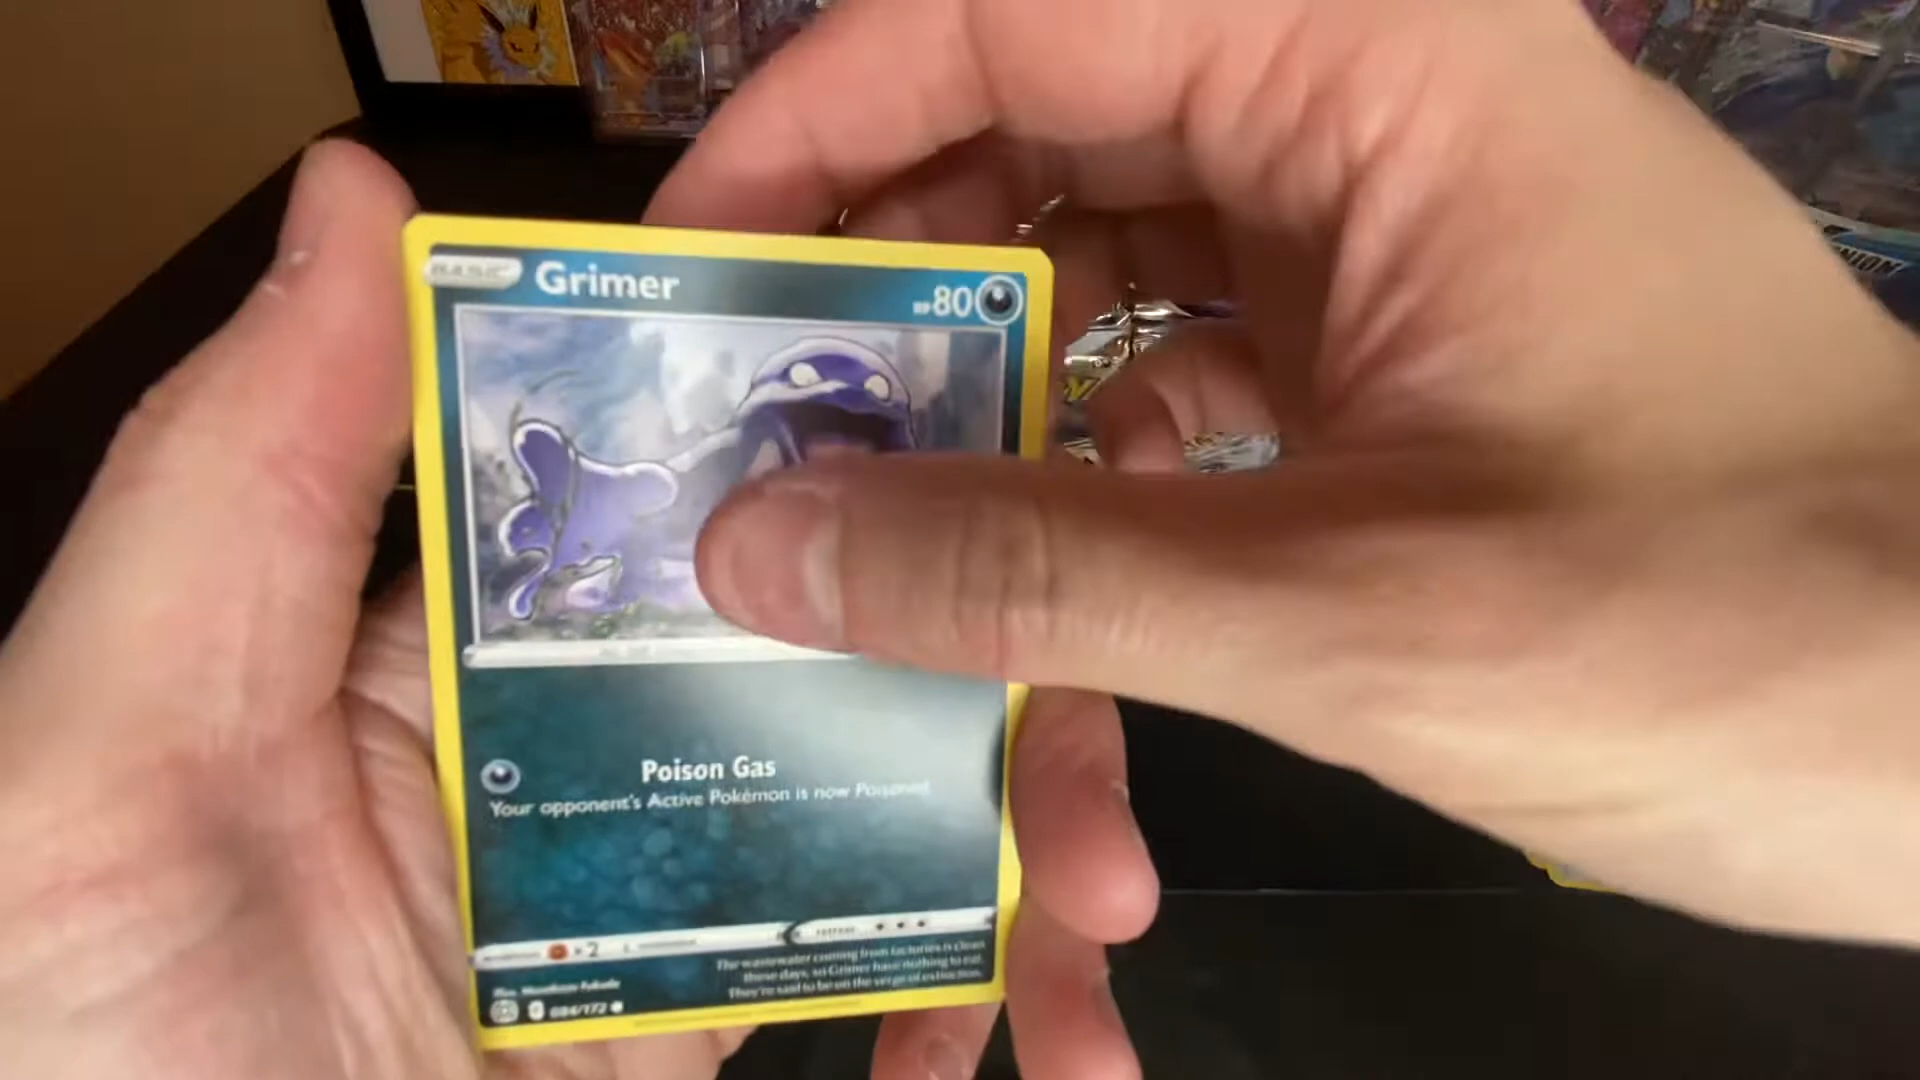 BASIC Grimer HP 80
Poison Gas
Your opponent's Active Pokémon is now Poisoned.
×2
The wastewater coming from factories is clean
these days, so Grimer have nothing to eat.
They're said to be on the verge of extinction.
084/172
NION